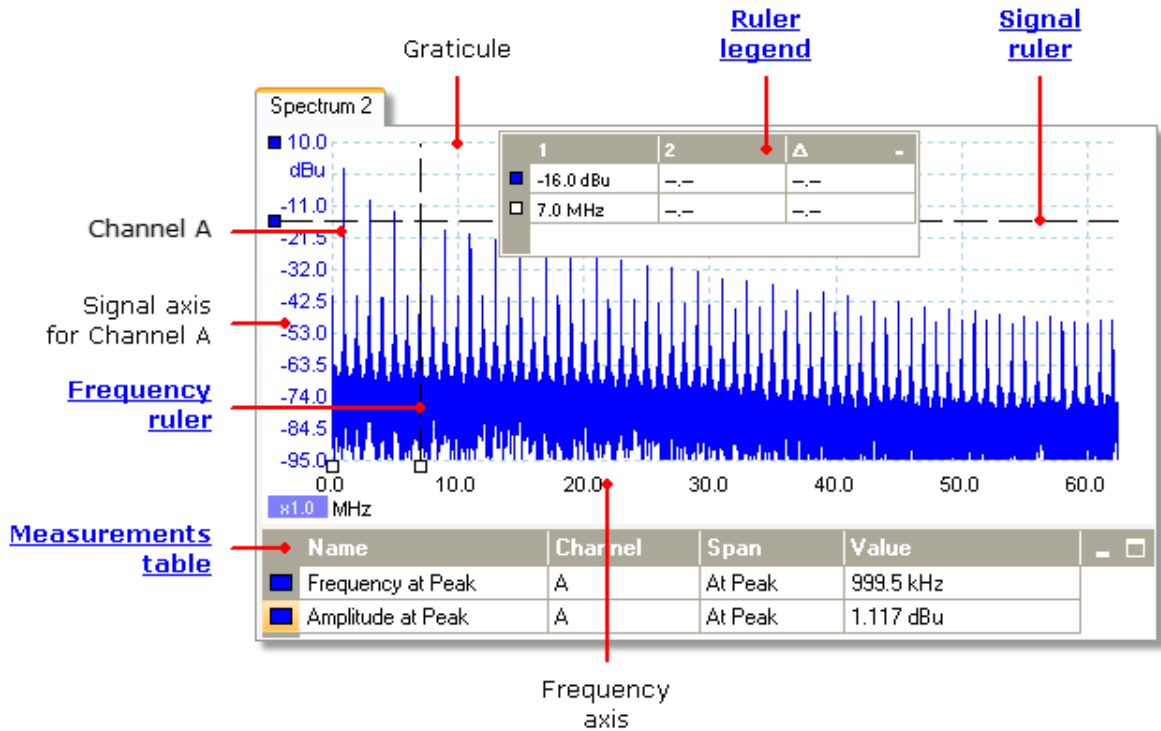 Graticule
Ruler
legend
Signal
ruler
Spectrum 2
10.0
dBu
-11.0
-21.5
-32.0
-42.5
-53.0
-63.5
-74.0
-84.5
-95.0
1 2 Δ -
-16.0 dBu --.-- --.--
7.0 MHz --.-- --.--
Channel A
Signal axis
for Channel A
Frequency
ruler
0.0 10.0 20.0 30.0 40.0 50.0 60.0
x1.0 MHz
Measurements
table
Name Channel Span Value
Frequency at Peak A At Peak 999.5 kHz
Amplitude at Peak A At Peak 1.117 dBu
Frequency
axis